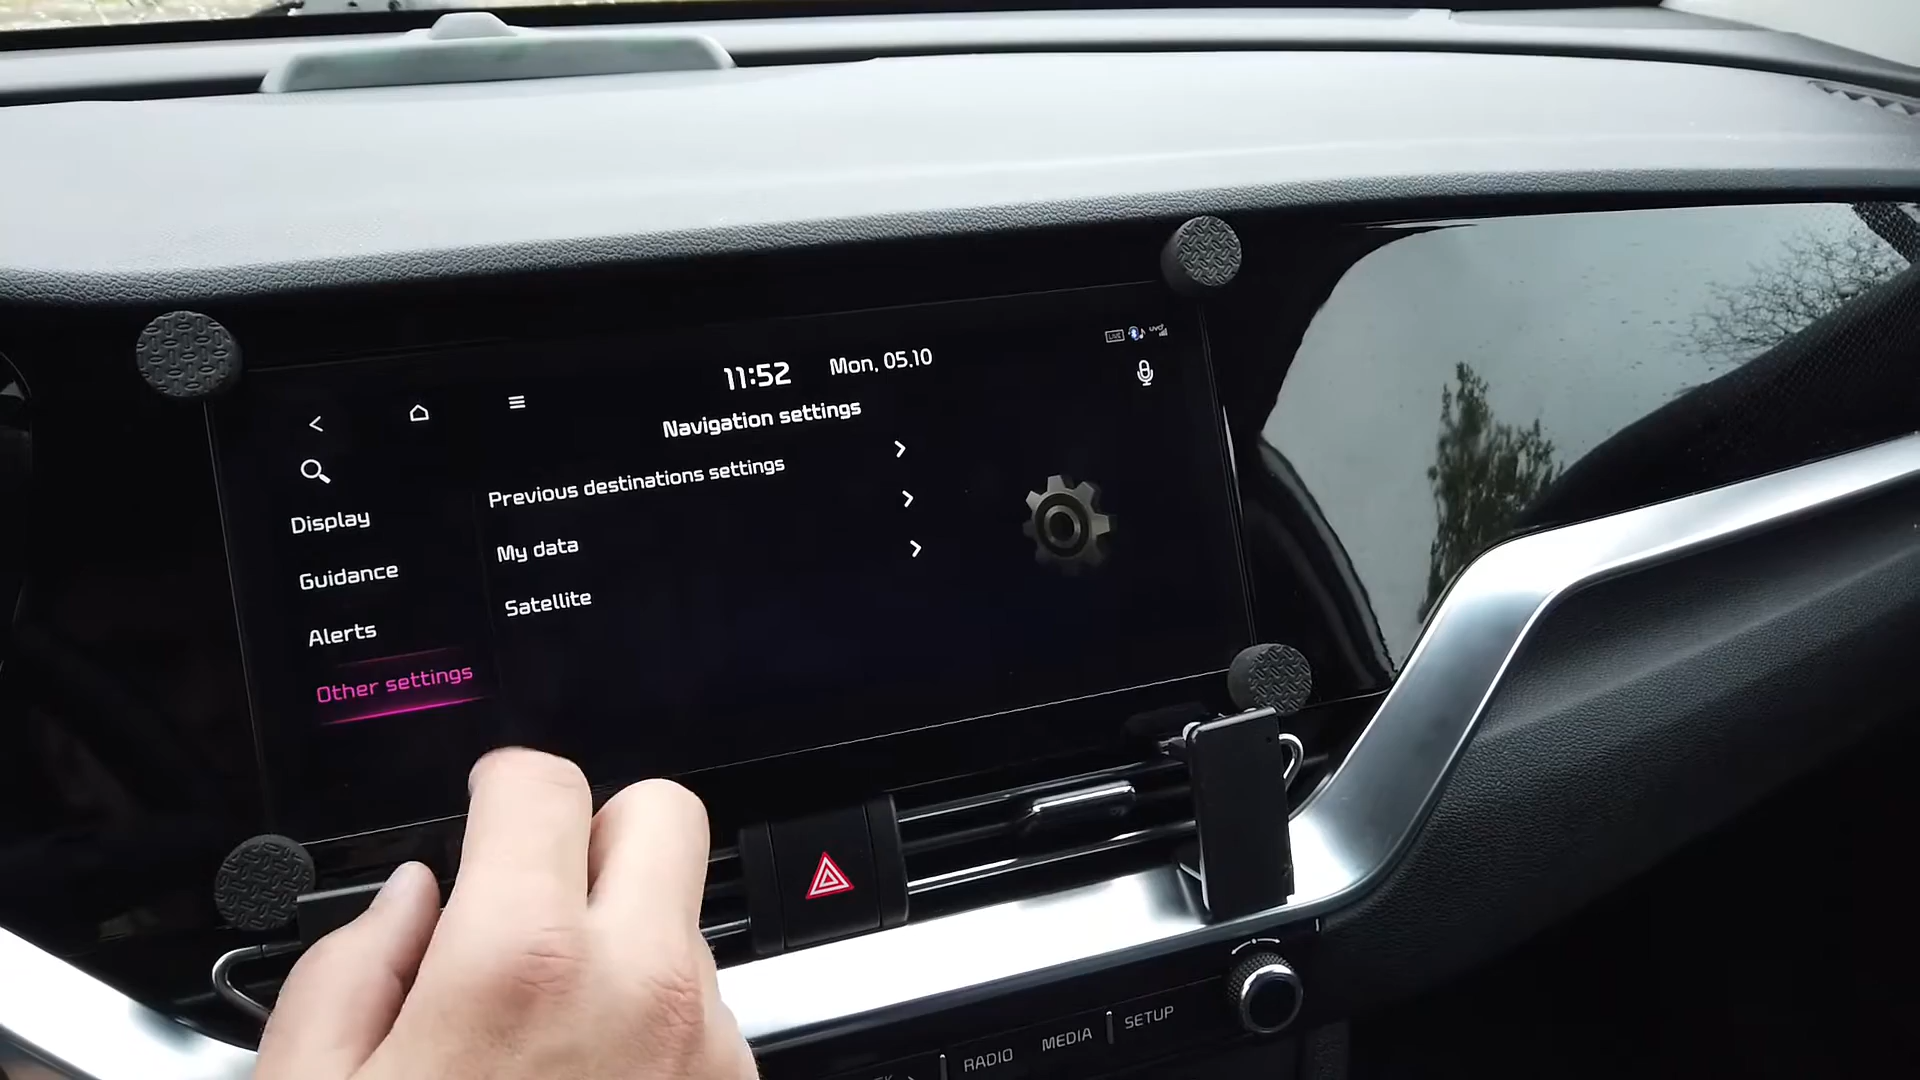 LIVE
11:52
Mon, 05.10
Navigation settings
Previous destinations settings
Display
My data
Guidance
Satellite
Alerts
Other settings
RADIO
MEDIA
SETUP